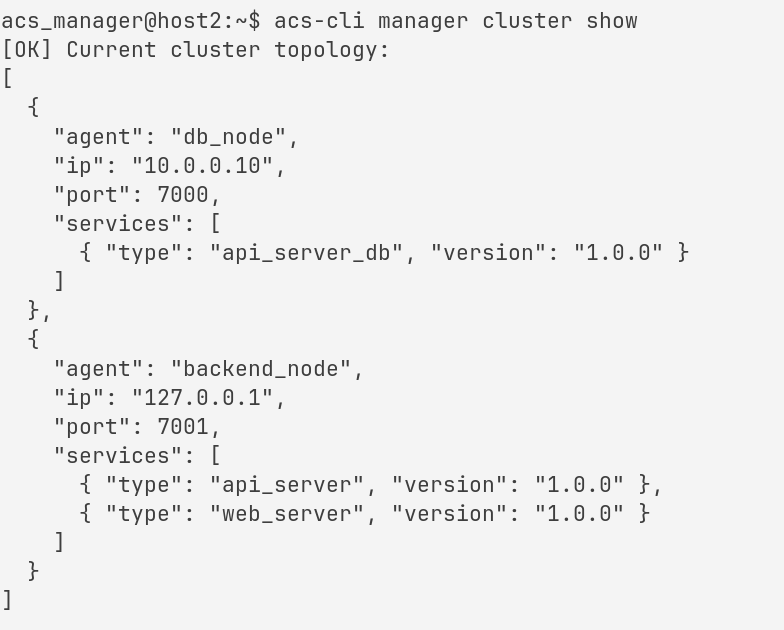 acs_manager@host2:~$ acs-cli manager cluster show
[OK] Current cluster topology:
[
  {
    "agent": "db_node",
    "ip": "10.0.0.10",
    "port": 7000,
    "services": [
      { "type": "api_server_db", "version": "1.0.0" }
    ]
  },
  {
    "agent": "backend_node",
    "ip": "127.0.0.1",
    "port": 7001,
    "services": [
      { "type": "api_server", "version": "1.0.0" },
      { "type": "web_server", "version": "1.0.0" }
    ]
  }
]